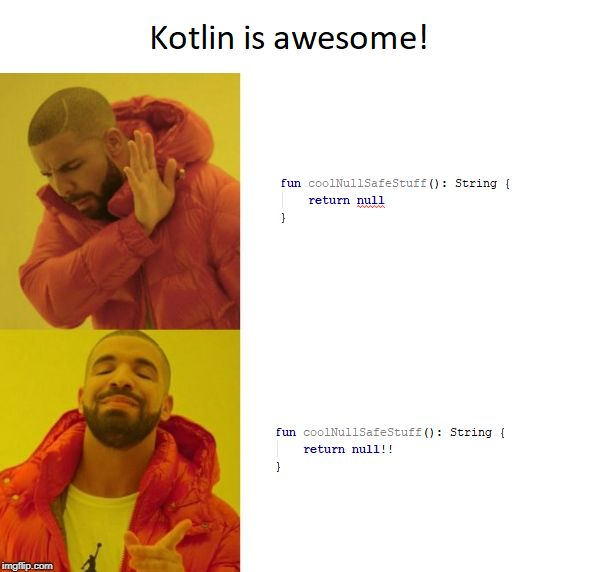 Kotlin is awesome!
fun coolNullSafeStuff(): String {
    return null
}
fun coolNullSafeStuff(): String {
    return null!!
}
imgflip.com